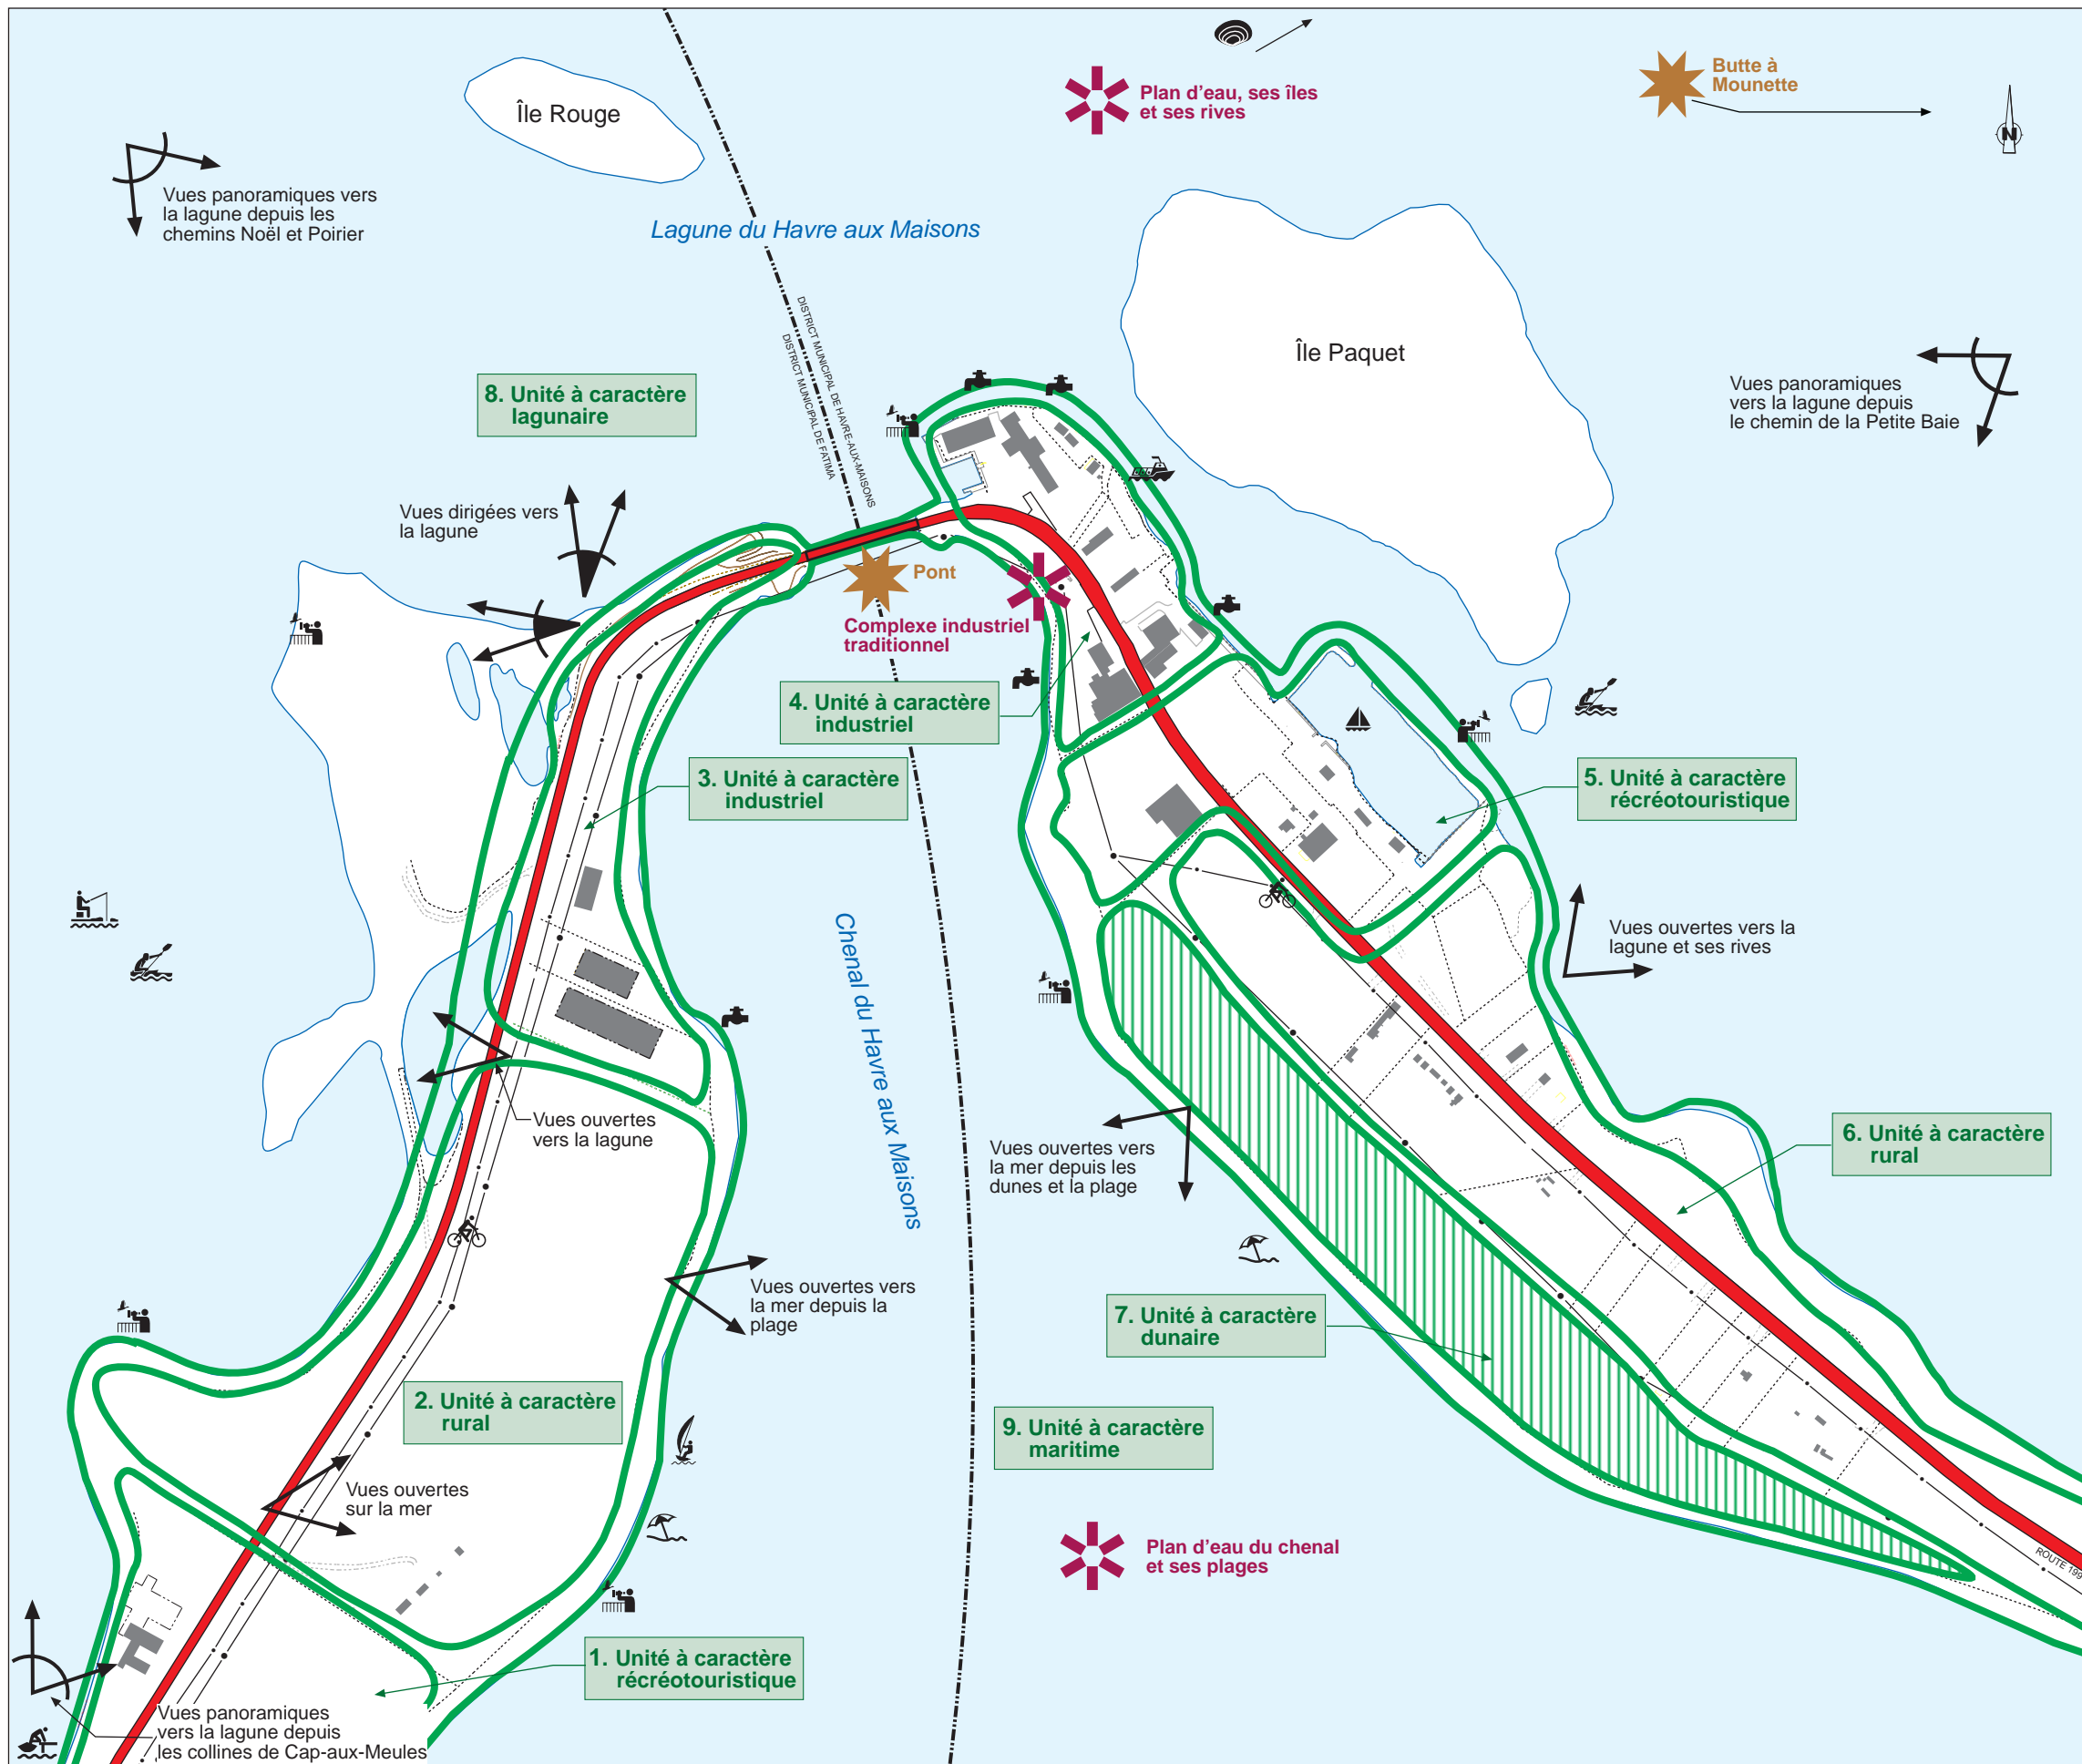 Plan d'eau, ses îles
et ses rives
Butte à
Mounette
N
Île Rouge
Vues panoramiques vers
la lagune depuis les
chemins Noël et Poirier
Lagune du Havre aux Maisons
DISTRICT MUNICIPAL DE HAVRE-AUX-MAISONS
DISTRICT MUNICIPAL DE FATIMA
Île Paquet
Vues panoramiques
vers la lagune depuis
le chemin de la Petite Baie
8. Unité à caractère
lagunaire
Vues dirigées vers
la lagune
Pont
Complexe industriel
traditionnel
4. Unité à caractère
industriel
3. Unité à caractère
industriel
5. Unité à caractère
récréotouristique
Vues ouvertes vers la
lagune et ses rives
Chenal du Havre aux Maisons
Vues ouvertes
vers la lagune
Vues ouvertes vers
la mer depuis les
dunes et la plage
6. Unité à caractère
rural
Vues ouvertes vers
la mer depuis la
plage
7. Unité à caractère
dunaire
2. Unité à caractère
rural
9. Unité à caractère
maritime
Vues ouvertes
sur la mer
Plan d'eau du chenal
et ses plages
ROUTE 199
1. Unité à caractère
récréotouristique
Vues panoramiques
vers la lagune depuis
les collines de Cap-aux-Meules